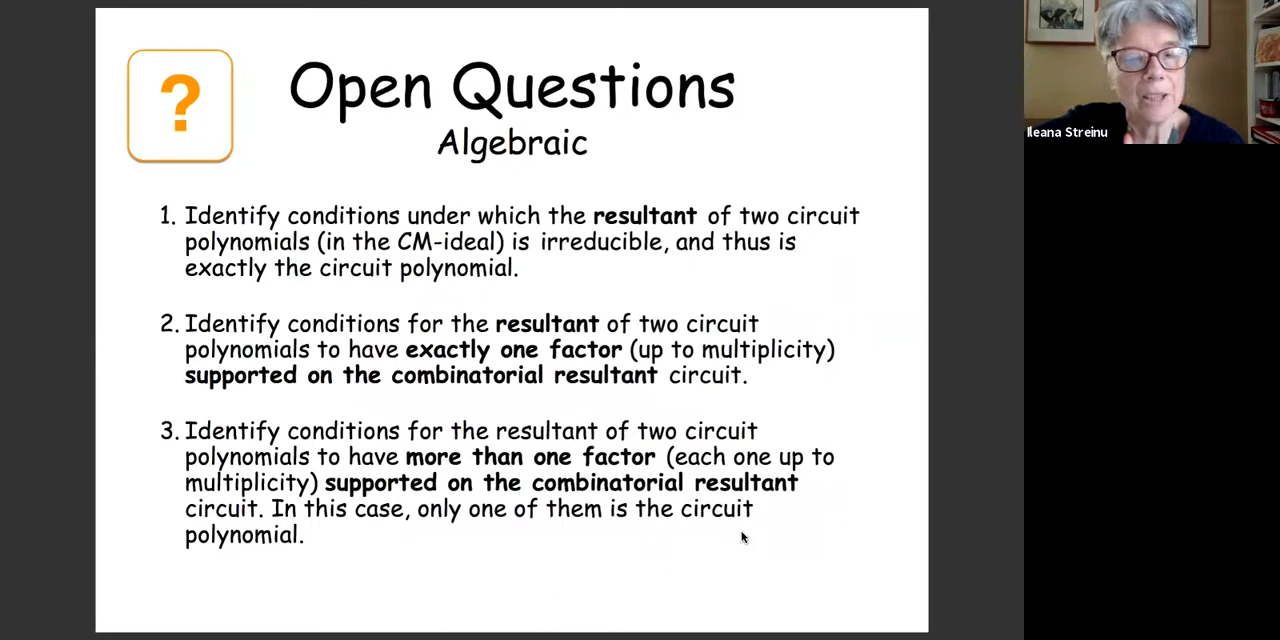 ?
Open Questions
Algebraic
1. Identify conditions under which the resultant of two circuit
polynomials (in the CM-ideal) is irreducible, and thus is
exactly the circuit polynomial.
2. Identify conditions for the resultant of two circuit
polynomials to have exactly one factor (up to multiplicity)
supported on the combinatorial resultant circuit.
3. Identify conditions for the resultant of two circuit
polynomials to have more than one factor (each one up to
multiplicity) supported on the combinatorial resultant
circuit. In this case, only one of them is the circuit
polynomial.
Ileana Streinu